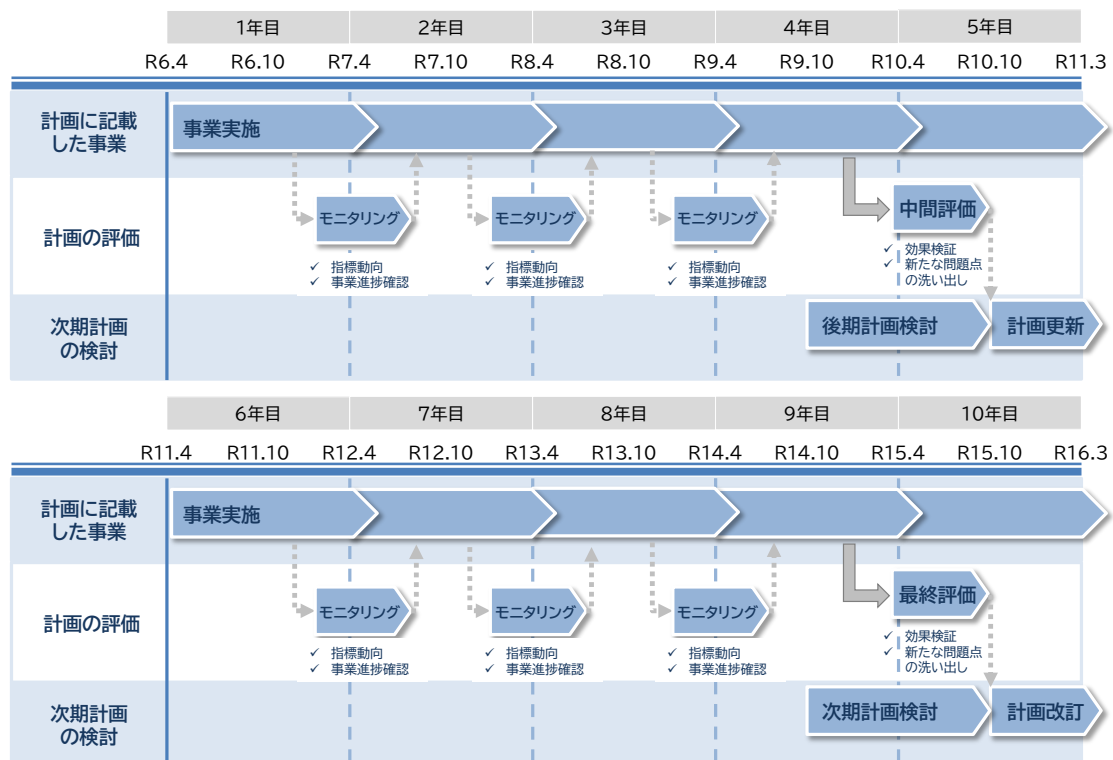 1年目 2年目 3年目 4年目 5年目
R6.4 R6.10 R7.4 R7.10 R8.4 R8.10 R9.4 R9.10 R10.4 R10.10 R11.3
計画に記載
した事業
事業実施
計画の評価
モニタリング モニタリング モニタリング 中間評価
✓ 指標動向 ✓ 指標動向 ✓ 指標動向 ✓ 効果検証
✓ 事業進捗確認 ✓ 事業進捗確認 ✓ 事業進捗確認 ✓ 新たな問題点
の洗い出し
次期計画
の検討
後期計画検討 計画更新
6年目 7年目 8年目 9年目 10年目
R11.4 R11.10 R12.4 R12.10 R13.4 R13.10 R14.4 R14.10 R15.4 R15.10 R16.3
計画に記載
した事業
事業実施
計画の評価
モニタリング モニタリング モニタリング 最終評価
✓ 指標動向 ✓ 指標動向 ✓ 指標動向 ✓ 効果検証
✓ 事業進捗確認 ✓ 事業進捗確認 ✓ 事業進捗確認 ✓ 新たな問題点
の洗い出し
次期計画
の検討
次期計画検討 計画改訂